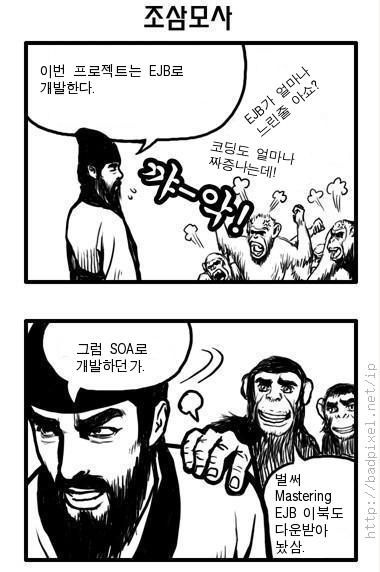 조삼모사
이번 프로젝트는 EJB로
개발한다.
EJB가 얼마나
느린줄 아쇼?
코딩도 얼마나
짜증나는데!
꺄-악!
그럼 SOA로
개발하던가.
벌써
Mastering
EJB 이북도
다운받아
놨삼.
http://badpixel.net/ip